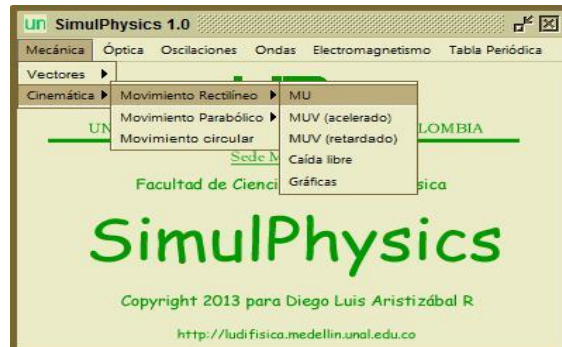 un SimulPhysics 1.0
Mecánica Óptica Oscilaciones Ondas Electromagnetismo Tabla Periódica
Vectores
Cinemática Movimiento Rectilíneo MU
Movimiento Parabólico MUV (acelerado)
UN LOMBIA
Movimiento circular MUV (retardado)
Sede M Caída libre
Facultad de Cienci Gráficas sica
SimulPhysics
Copyright 2013 para Diego Luis Aristizábal R
http://ludifisica.medellin.unal.edu.co